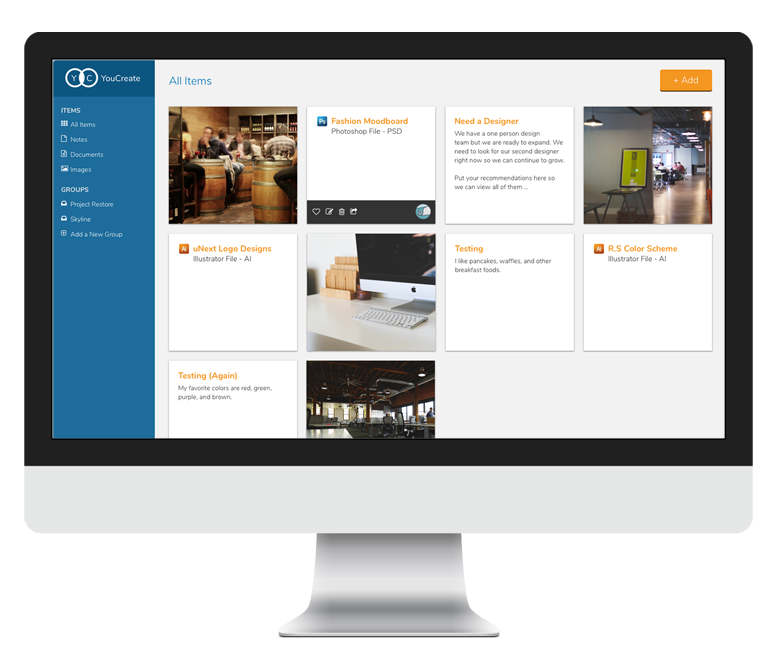 YC YouCreate
All Items
+ Add
ITEMS
All Items
Notes
Documents
Images
GROUPS
Project Restore
Skyline
Add a New Group
Ps Fashion Moodboard
Photoshop File - PSD
Need a Designer
We have a one person design
team but we are ready to expand. We
need to look for our second designer
right now so we can continue to grow.
Put your recommendations here so
we can view all of them ...
Ai uNext Logo Designs
Illustrator File - AI
Testing
I like pancakes, waffles, and other
breakfast foods.
Ai R.S Color Scheme
Illustrator File - AI
Testing (Again)
My favorite colors are red, green,
purple, and brown.